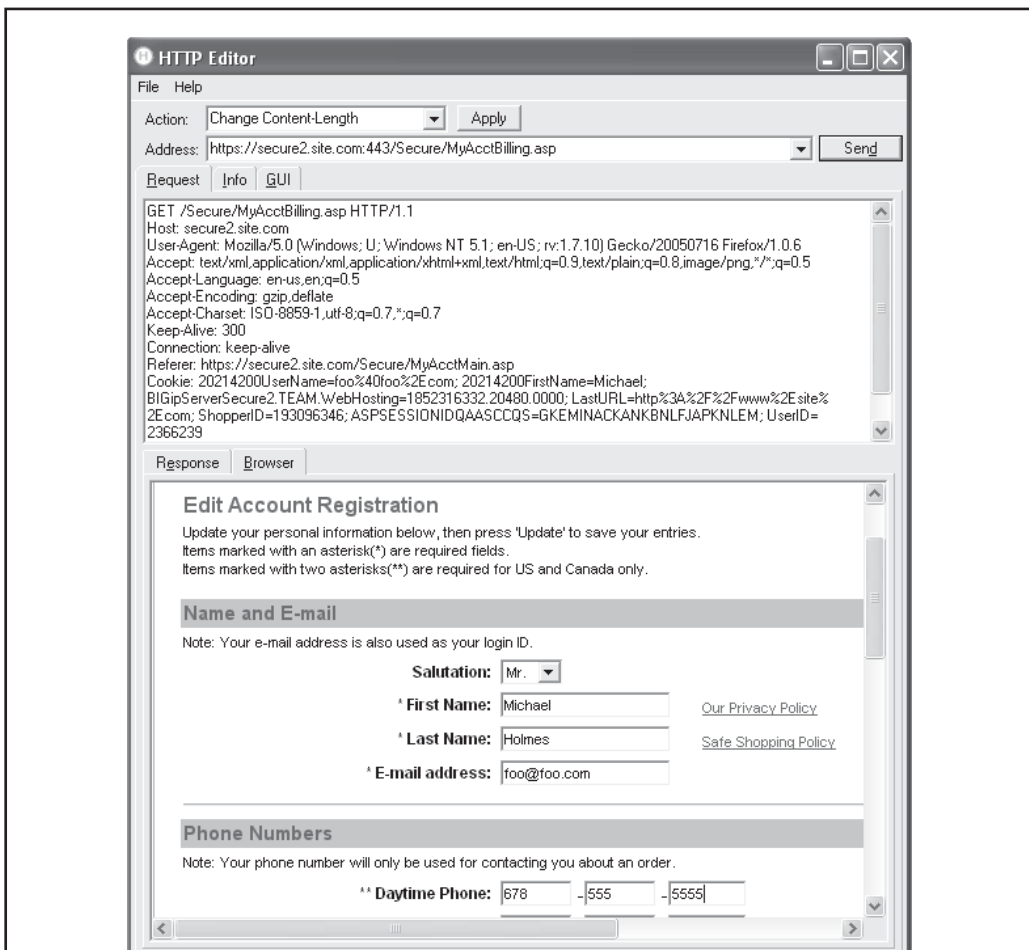 HTTP Editor
File Help
Action: Change Content-Length Apply
Address: https://secure2.site.com:443/Secure/MyAcctBilling.asp Send
Request Info GUI
GET /Secure/MyAcctBilling.asp HTTP/1.1
Host: secure2.site.com
User-Agent: Mozilla/5.0 (Windows; U; Windows NT 5.1; en-US; rv:1.7.10) Gecko/20050716 Firefox/1.0.6
Accept: text/xml,application/xml,application/xhtml+xml,text/html;q=0.9,text/plain;q=0.8,image/png,*/*;q=0.5
Accept-Language: en-us,en;q=0.5
Accept-Encoding: gzip,deflate
Accept-Charset: ISO-8859-1,utf-8;q=0.7,*;q=0.7
Keep-Alive: 300
Connection: keep-alive
Referer: https://secure2.site.com/Secure/MyAcctMain.asp
Cookie: 20214200UserName=foo%40foo%2Ecom; 20214200FirstName=Michael;
BIGipServerSecure2.TEAM.WebHosting=1852316332.20480.0000; LastURL=http%3A%2F%2Fwww%2Esite%
2Ecom; ShopperID=193096346; ASPSESSIONIDQAASCCQS=GKEMINACKANKBNLFJAPKNLEM; UserID=
2366239
Response Browser
Edit Account Registration
Update your personal information below, then press 'Update' to save your entries.
Items marked with an asterisk(*) are required fields.
Items marked with two asterisks(**) are required for US and Canada only.
Name and E-mail
Note: Your e-mail address is also used as your login ID.
Salutation: Mr.
* First Name: Michael Our Privacy Policy
* Last Name: Holmes Safe Shopping Policy
* E-mail address: foo@foo.com
Phone Numbers
Note: Your phone number will only be used for contacting you about an order.
** Daytime Phone: 678 - 555 - 5555